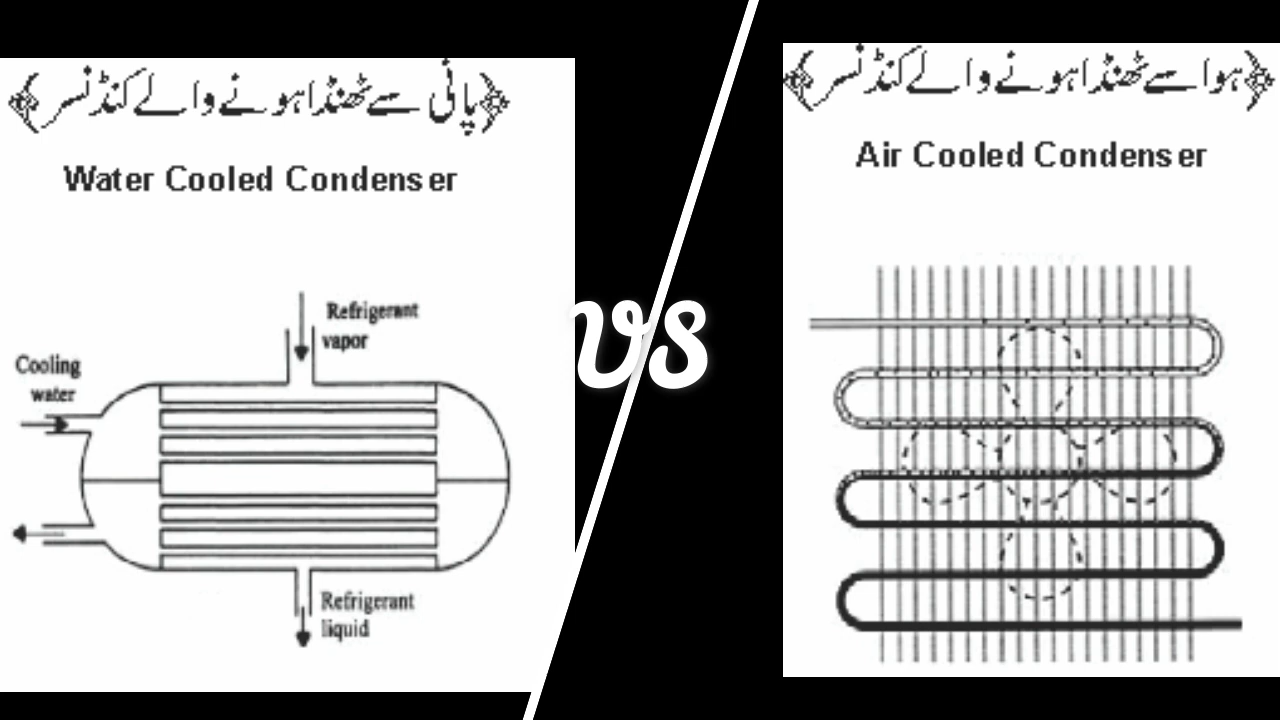 پانی سے ٹھنڈا ہونے والے کنڈنسر
Water Cooled Condenser
Refrigerant
vapor
Cooling
water
Refrigerant
liquid
vs
ہوا سے ٹھنڈا ہونے والے کنڈنسر
Air Cooled Condenser